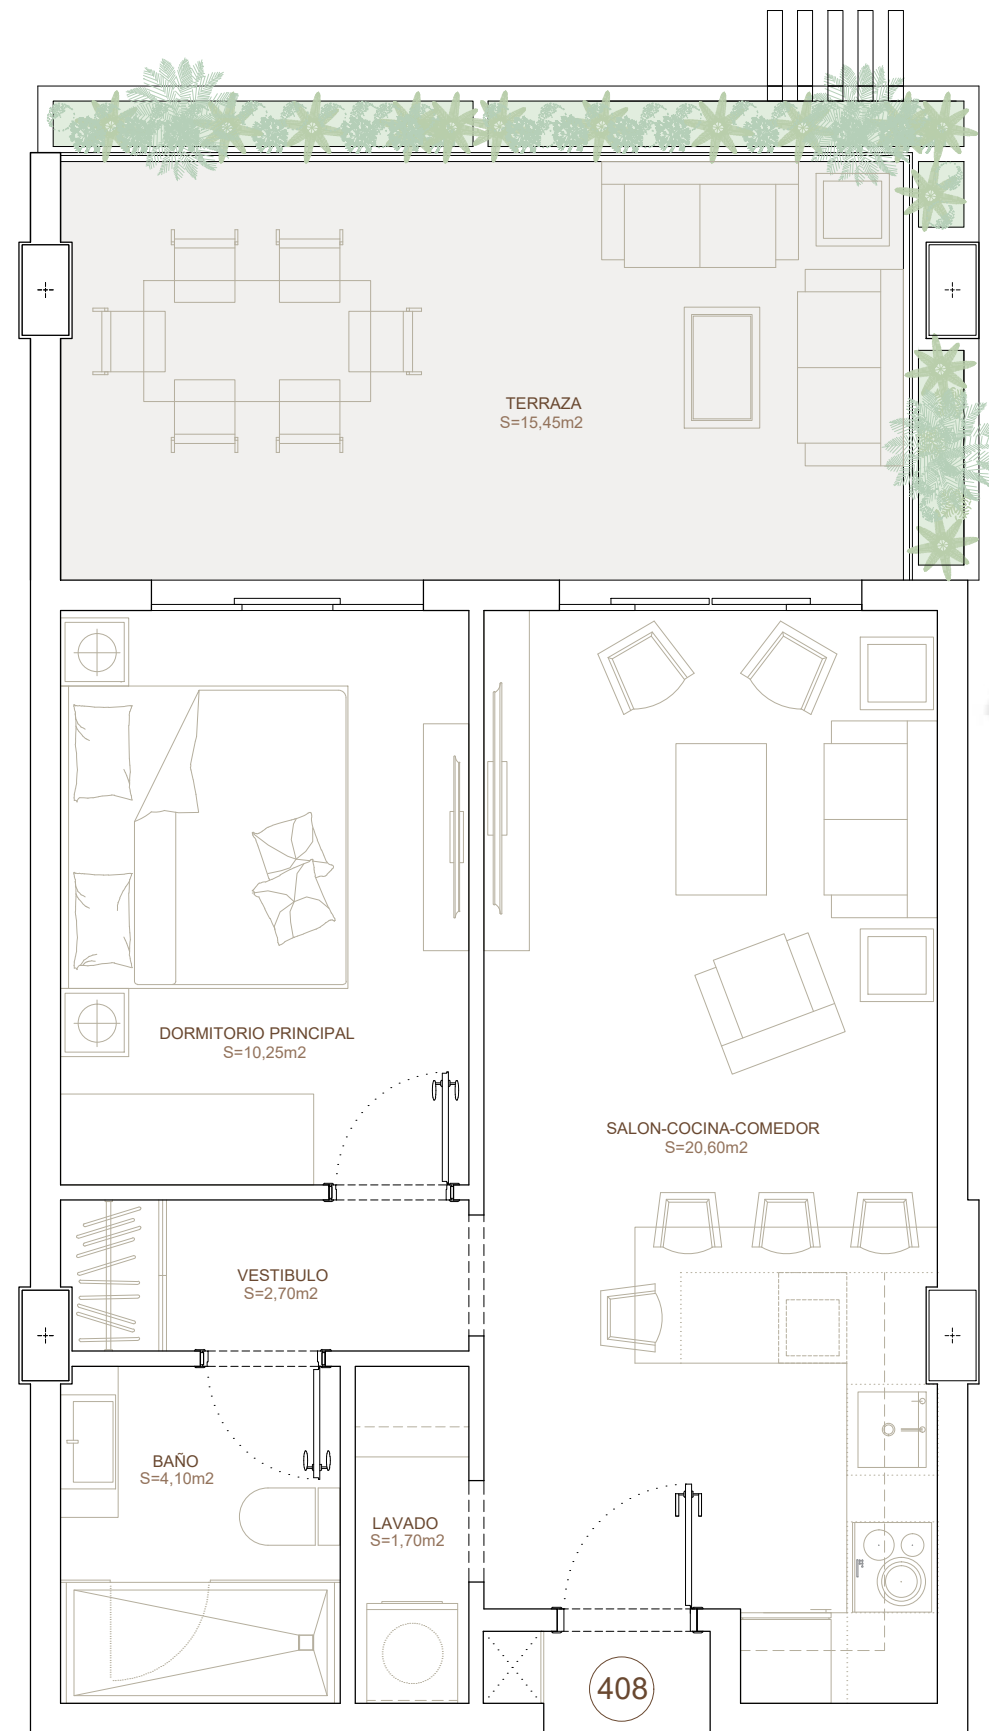 TERRAZA
S=15,45m2
DORMITORIO PRINCIPAL
S=10,25m2
SALON-COCINA-COMEDOR
S=20,60m2
VESTIBULO
S=2,70m2
BAÑO
S=4,10m2
LAVADO
S=1,70m2
408